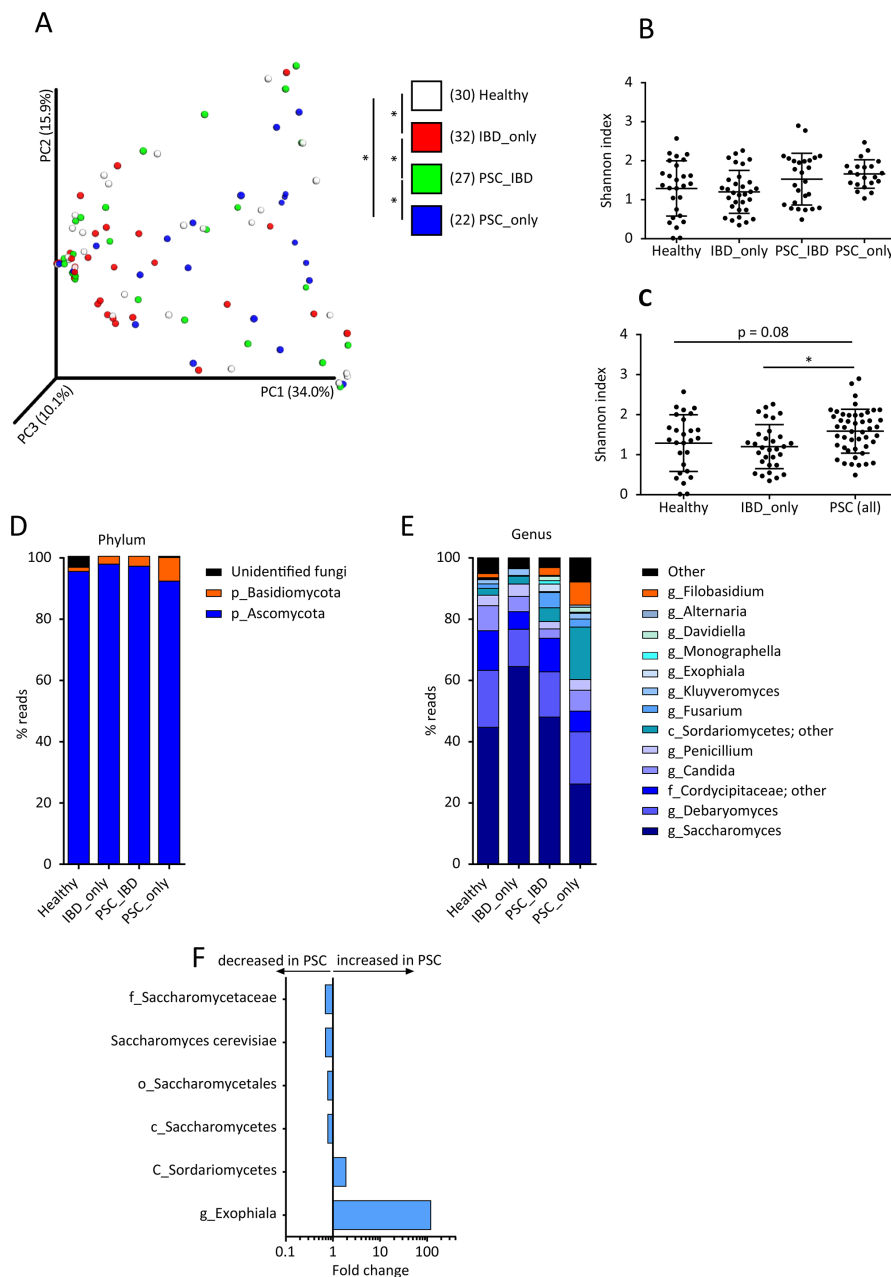 A
PC2 (15.9%)
PC1 (34.0%)
PC3 (10.1%)
*
*
*
*
(30) Healthy
(32) IBD_only
(27) PSC_IBD
(22) PSC_only
B
Shannon index
4
3
2
1
0
Healthy
IBD_only
PSC_IBD
PSC_only
C
Shannon index
4
3
2
1
0
p = 0.08
*
Healthy
IBD_only
PSC (all)
D
Phylum
% reads
100
80
60
40
20
0
Healthy
IBD_only
PSC_IBD
PSC_only
Unidentified fungi
p_Basidiomycota
p_Ascomycota
E
Genus
% reads
100
80
60
40
20
0
Healthy
IBD_only
PSC_IBD
PSC_only
Other
g_Filobasidium
g_Alternaria
g_Davidiella
g_Monographella
g_Exophiala
g_Kluyveromyces
g_Fusarium
c_Sordariomycetes; other
g_Penicillium
g_Candida
f_Cordycipitaceae; other
g_Debaryomyces
g_Saccharomyces
F
decreased in PSC
increased in PSC
f_Saccharomycetaceae
Saccharomyces cerevisiae
o_Saccharomycetales
c_Saccharomycetes
C_Sordariomycetes
g_Exophiala
0.1
1
10
100
Fold change